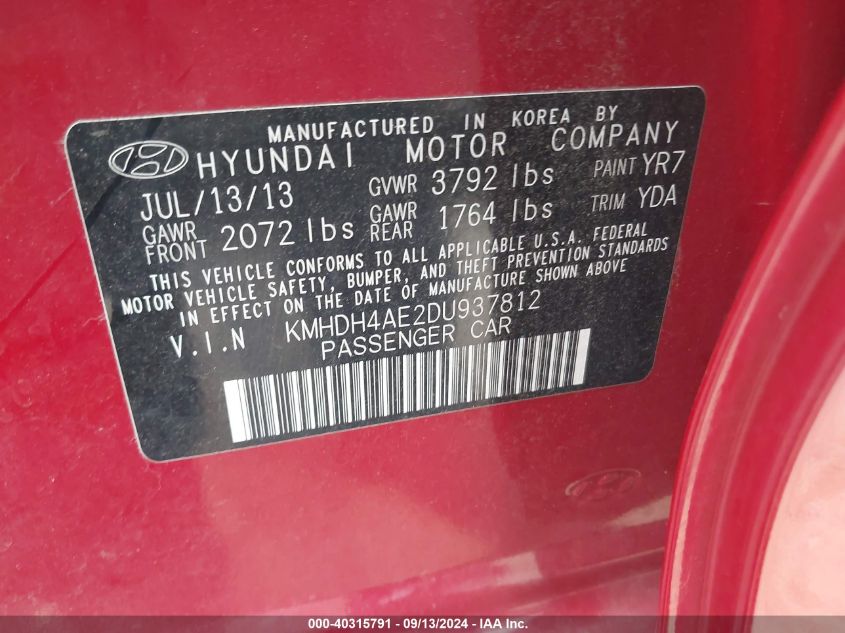 MANUFACTURED IN KOREA BY
HYUNDAI MOTOR COMPANY
JUL/13/13 GVWR 3792 lbs PAINT YR7
GAWR FRONT 2072 lbs GAWR REAR 1764 lbs TRIM YDA
THIS VEHICLE CONFORMS TO ALL APPLICABLE U.S.A. FEDERAL
MOTOR VEHICLE SAFETY, BUMPER, AND THEFT PREVENTION STANDARDS
IN EFFECT ON THE DATE OF MANUFACTURE SHOWN ABOVE
V.I.N KMHDH4AE2DU937812
PASSENGER CAR
000-40315791 - 09/13/2024 - IAA Inc.